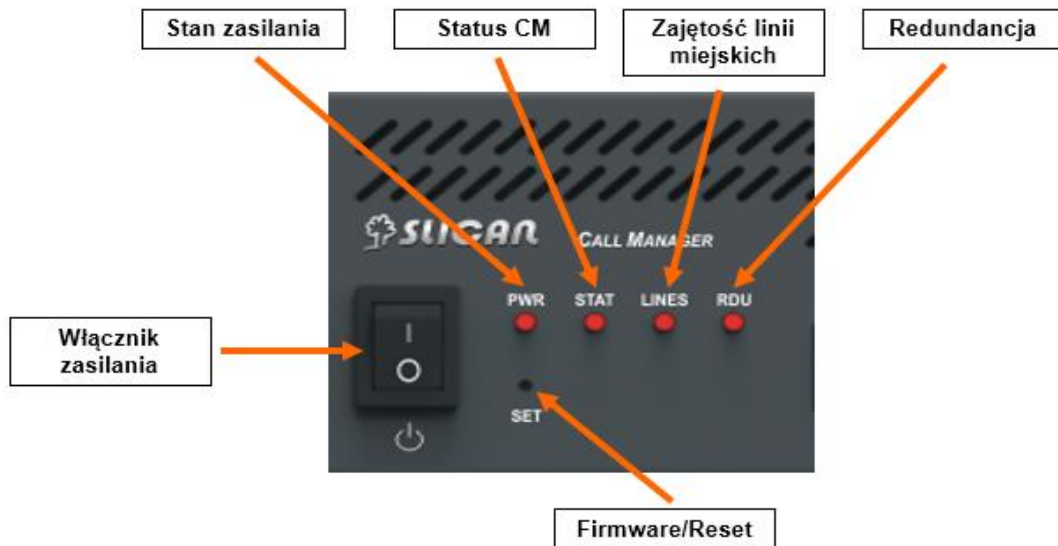 Stan zasilania
Status CM
Zajętość linii
miejskich
Redundancja
SLICAN CALL MANAGER
PWR STAT LINES RDU
Włącznik
zasilania
I
O
SET
Firmware/Reset